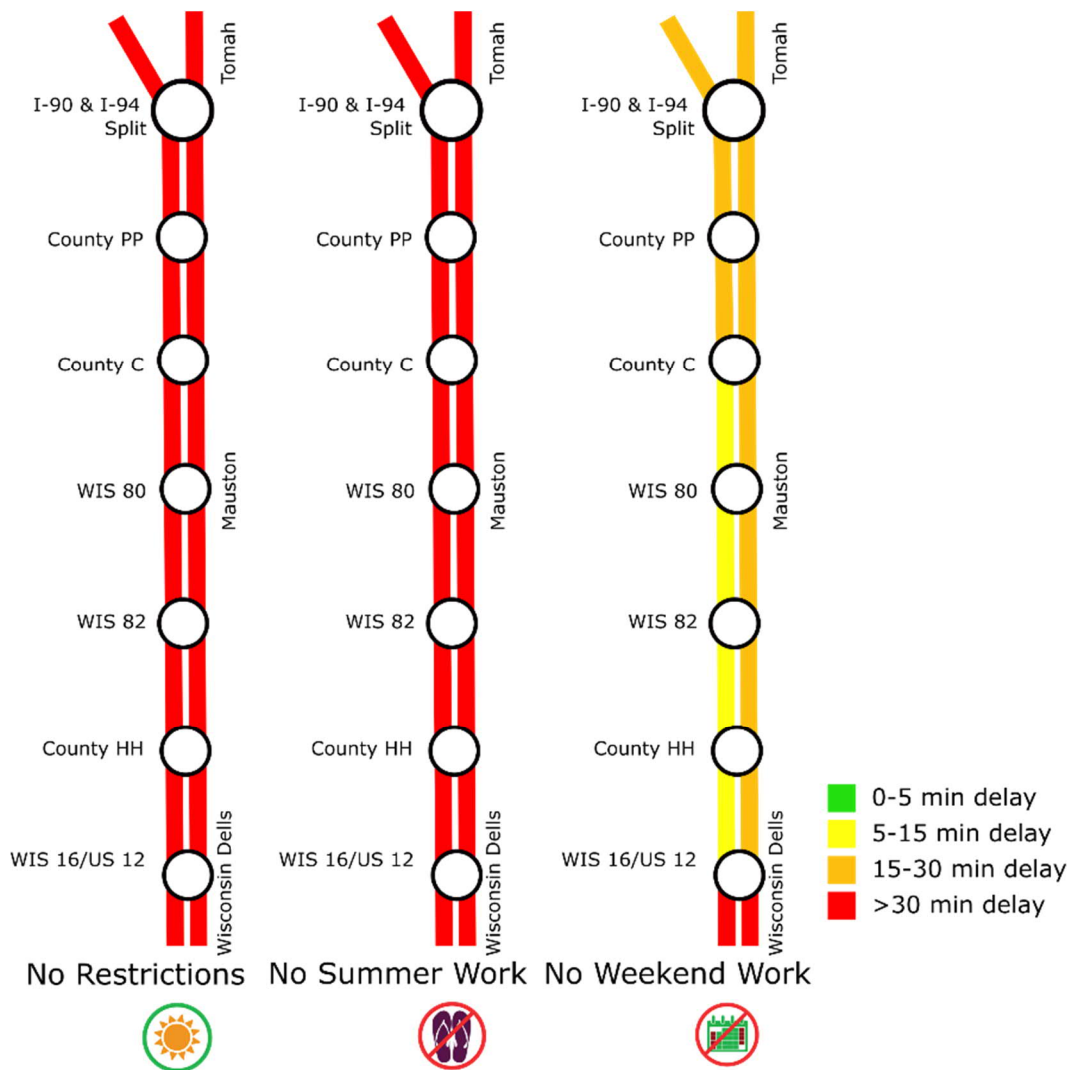 Tomah
I-90 & I-94
Split
County PP
County C
WIS 80
Mauston
WIS 82
County HH
WIS 16/US 12
Wisconsin Dells
No Restrictions
Tomah
I-90 & I-94
Split
County PP
County C
WIS 80
Mauston
WIS 82
County HH
WIS 16/US 12
Wisconsin Dells
No Summer Work
Tomah
I-90 & I-94
Split
County PP
County C
WIS 80
Mauston
WIS 82
County HH
WIS 16/US 12
Wisconsin Dells
No Weekend Work
0-5 min delay
5-15 min delay
15-30 min delay
>30 min delay